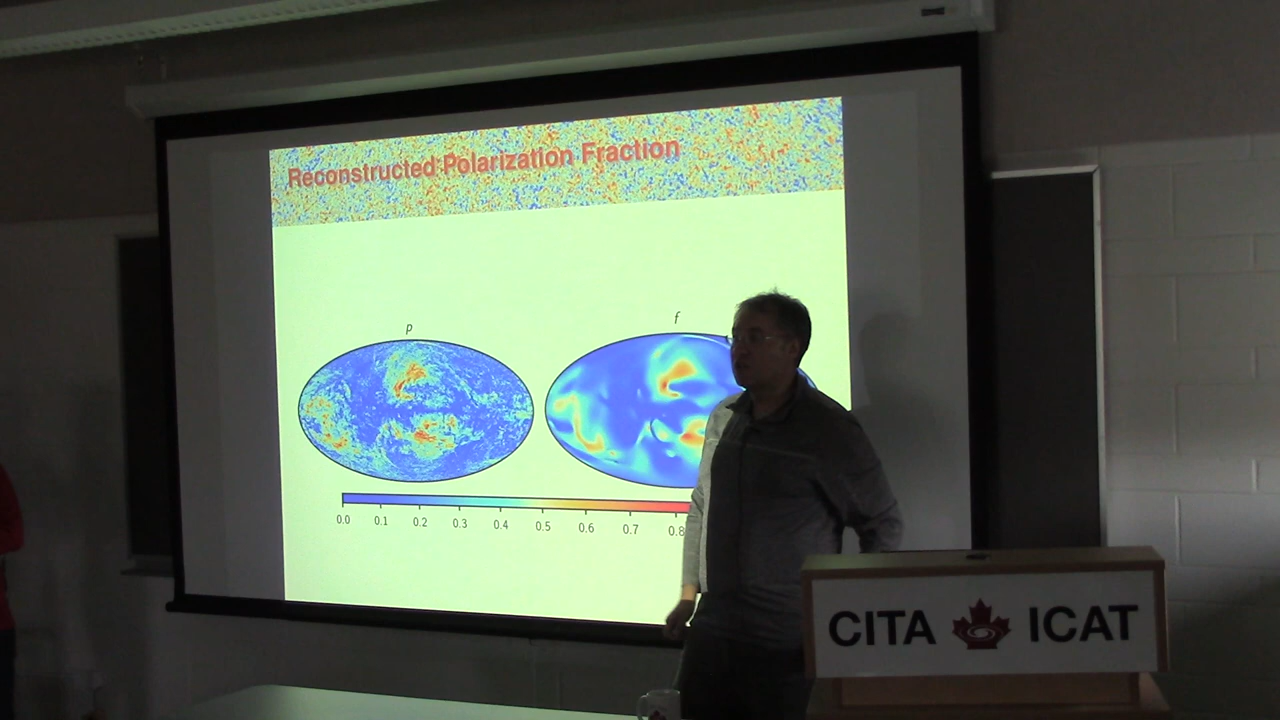 Reconstructed Polarization Fraction
p
f
0.0 0.1 0.2 0.3 0.4 0.5 0.6 0.7 0.8
CITA ICAT